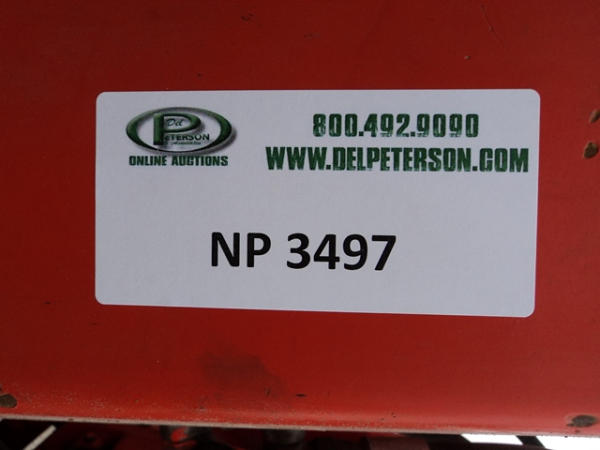 Del
PETERSON
ONLINE AUCTIONS
800.492.9090
WWW.DELPETERSON.COM
NP 3497